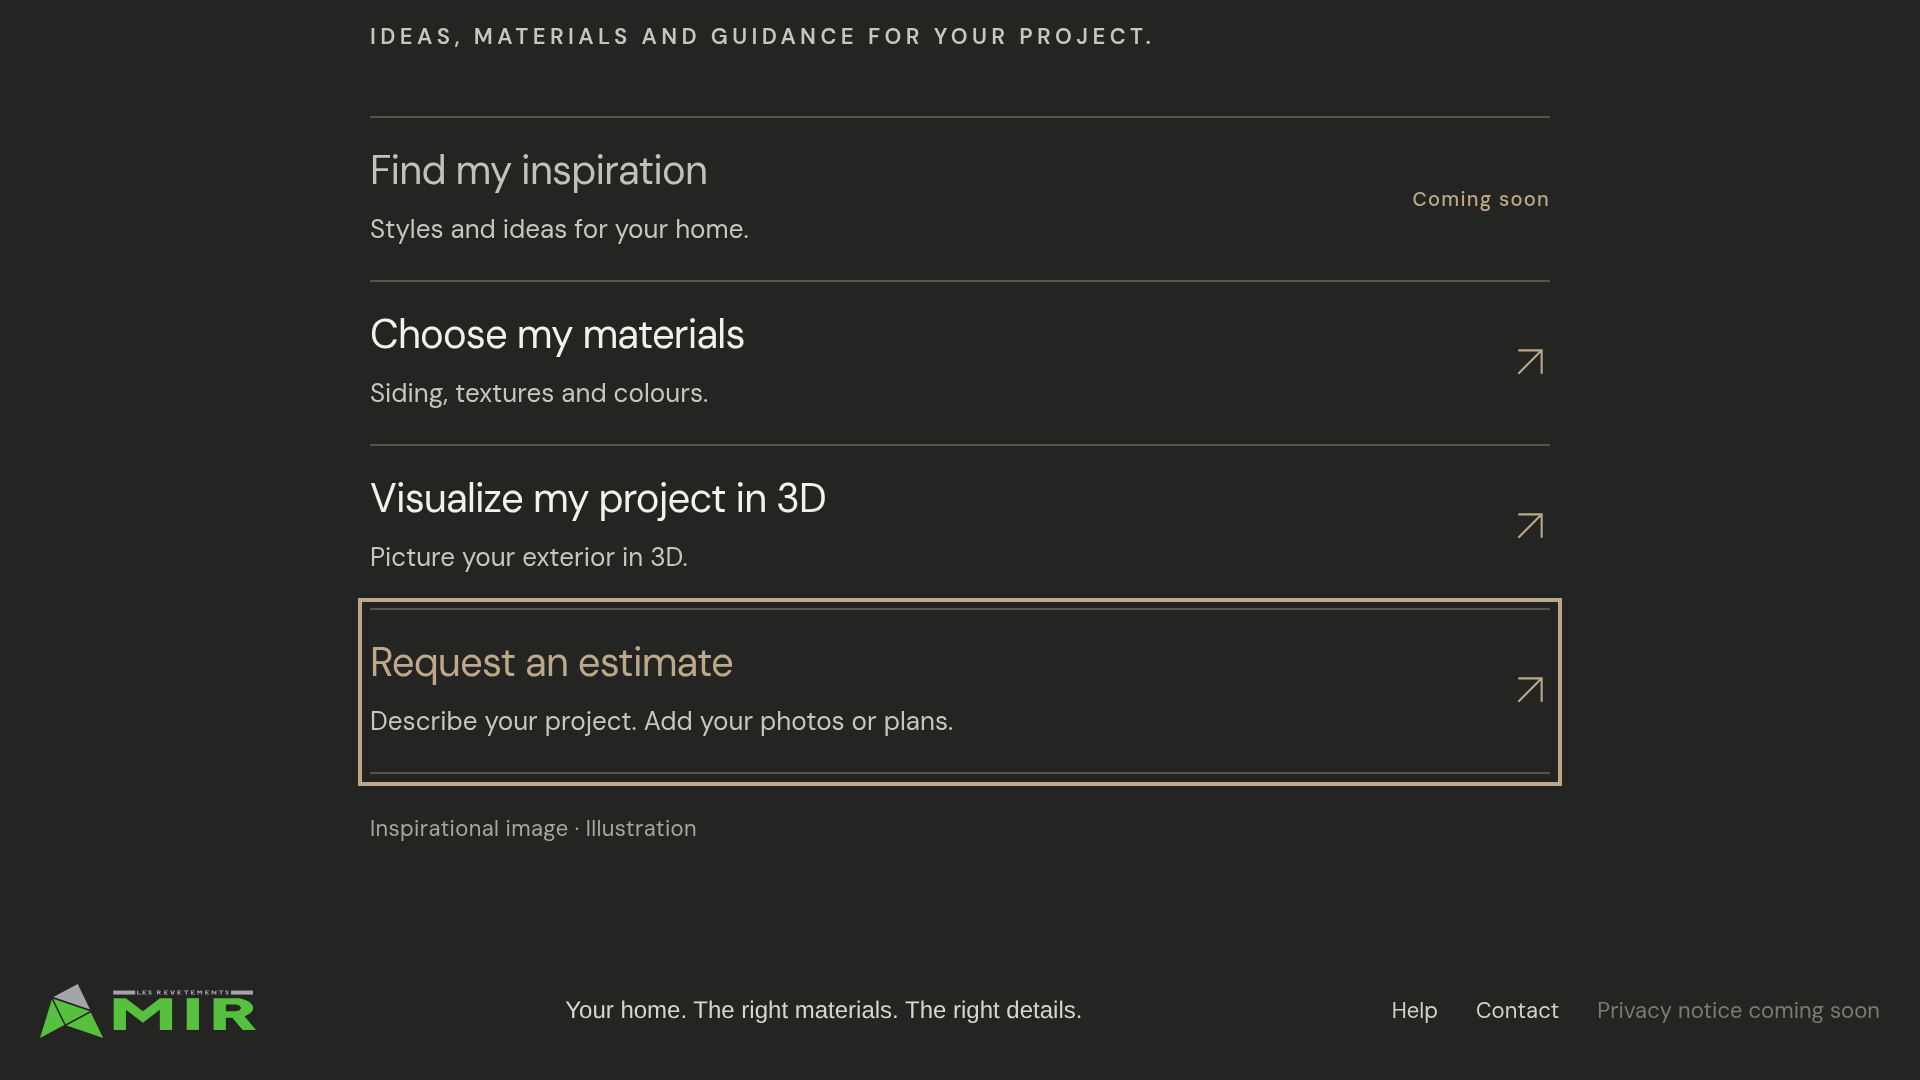 IDEAS, MATERIALS AND GUIDANCE FOR YOUR PROJECT.
Find my inspiration
Styles and ideas for your home.
Coming soon
Choose my materials
Siding, textures and colours.
Visualize my project in 3D
Picture your exterior in 3D.
Request an estimate
Describe your project. Add your photos or plans.
Inspirational image · Illustration
LES REVETEMENTS
MIR
Your home. The right materials. The right details.
Help
Contact
Privacy notice coming soon